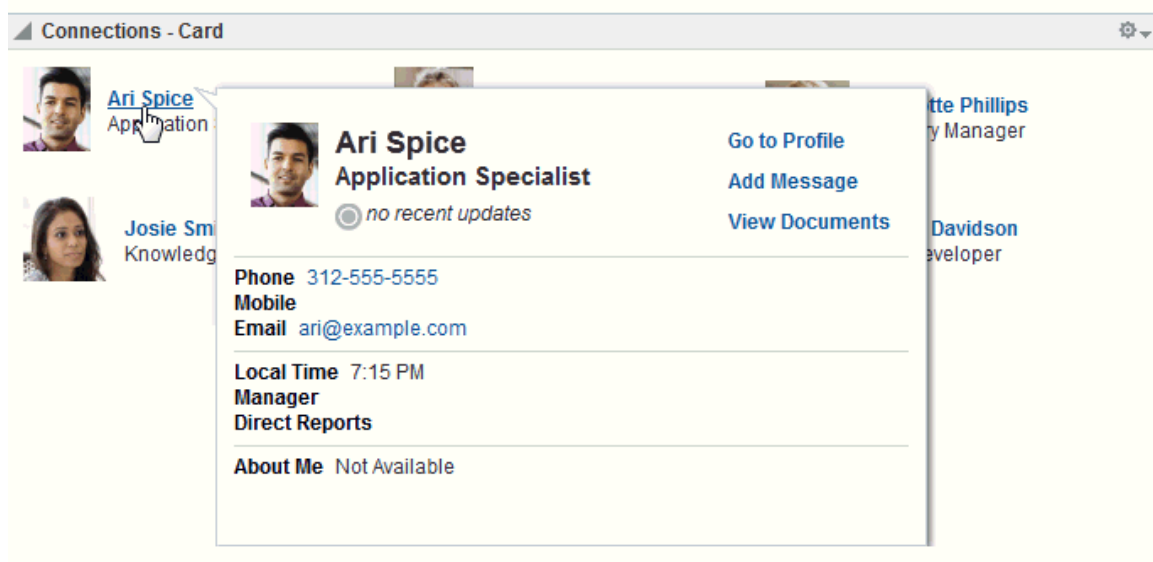 Connections - Card
Ari Spice
Application
Josie Smi
Knowledg
Ari Spice
Application Specialist
no recent updates
Go to Profile
Add Message
View Documents
Phone 312-555-5555
Mobile
Email ari@example.com
Local Time 7:15 PM
Manager
Direct Reports
About Me Not Available
tte Phillips
y Manager
Davidson
eveloper